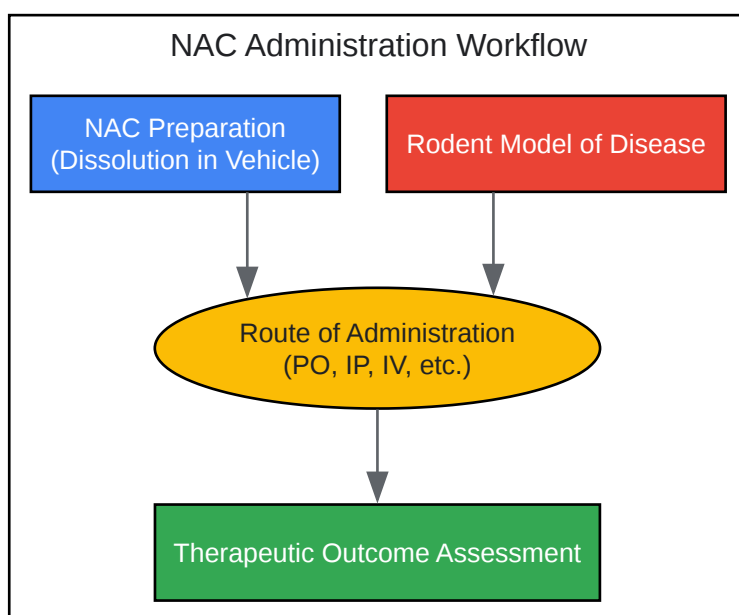 NAC Administration Workflow
NAC Preparation
(Dissolution in Vehicle)
Rodent Model of Disease
Route of Administration
(PO, IP, IV, etc.)
Therapeutic Outcome Assessment